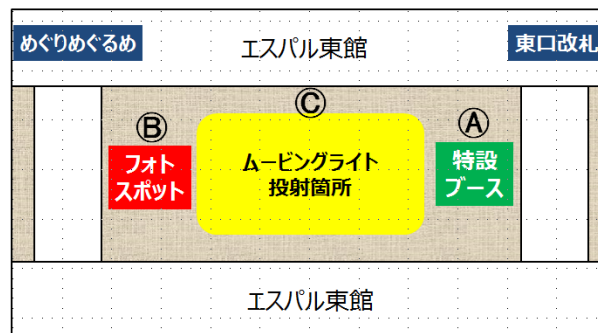 めぐりめぐるめ
エスパル東館
東口改札
Ⓒ
Ⓑ
Ⓐ
フォト
スポット
ムービングライト
投射箇所
特設
ブース
エスパル東館